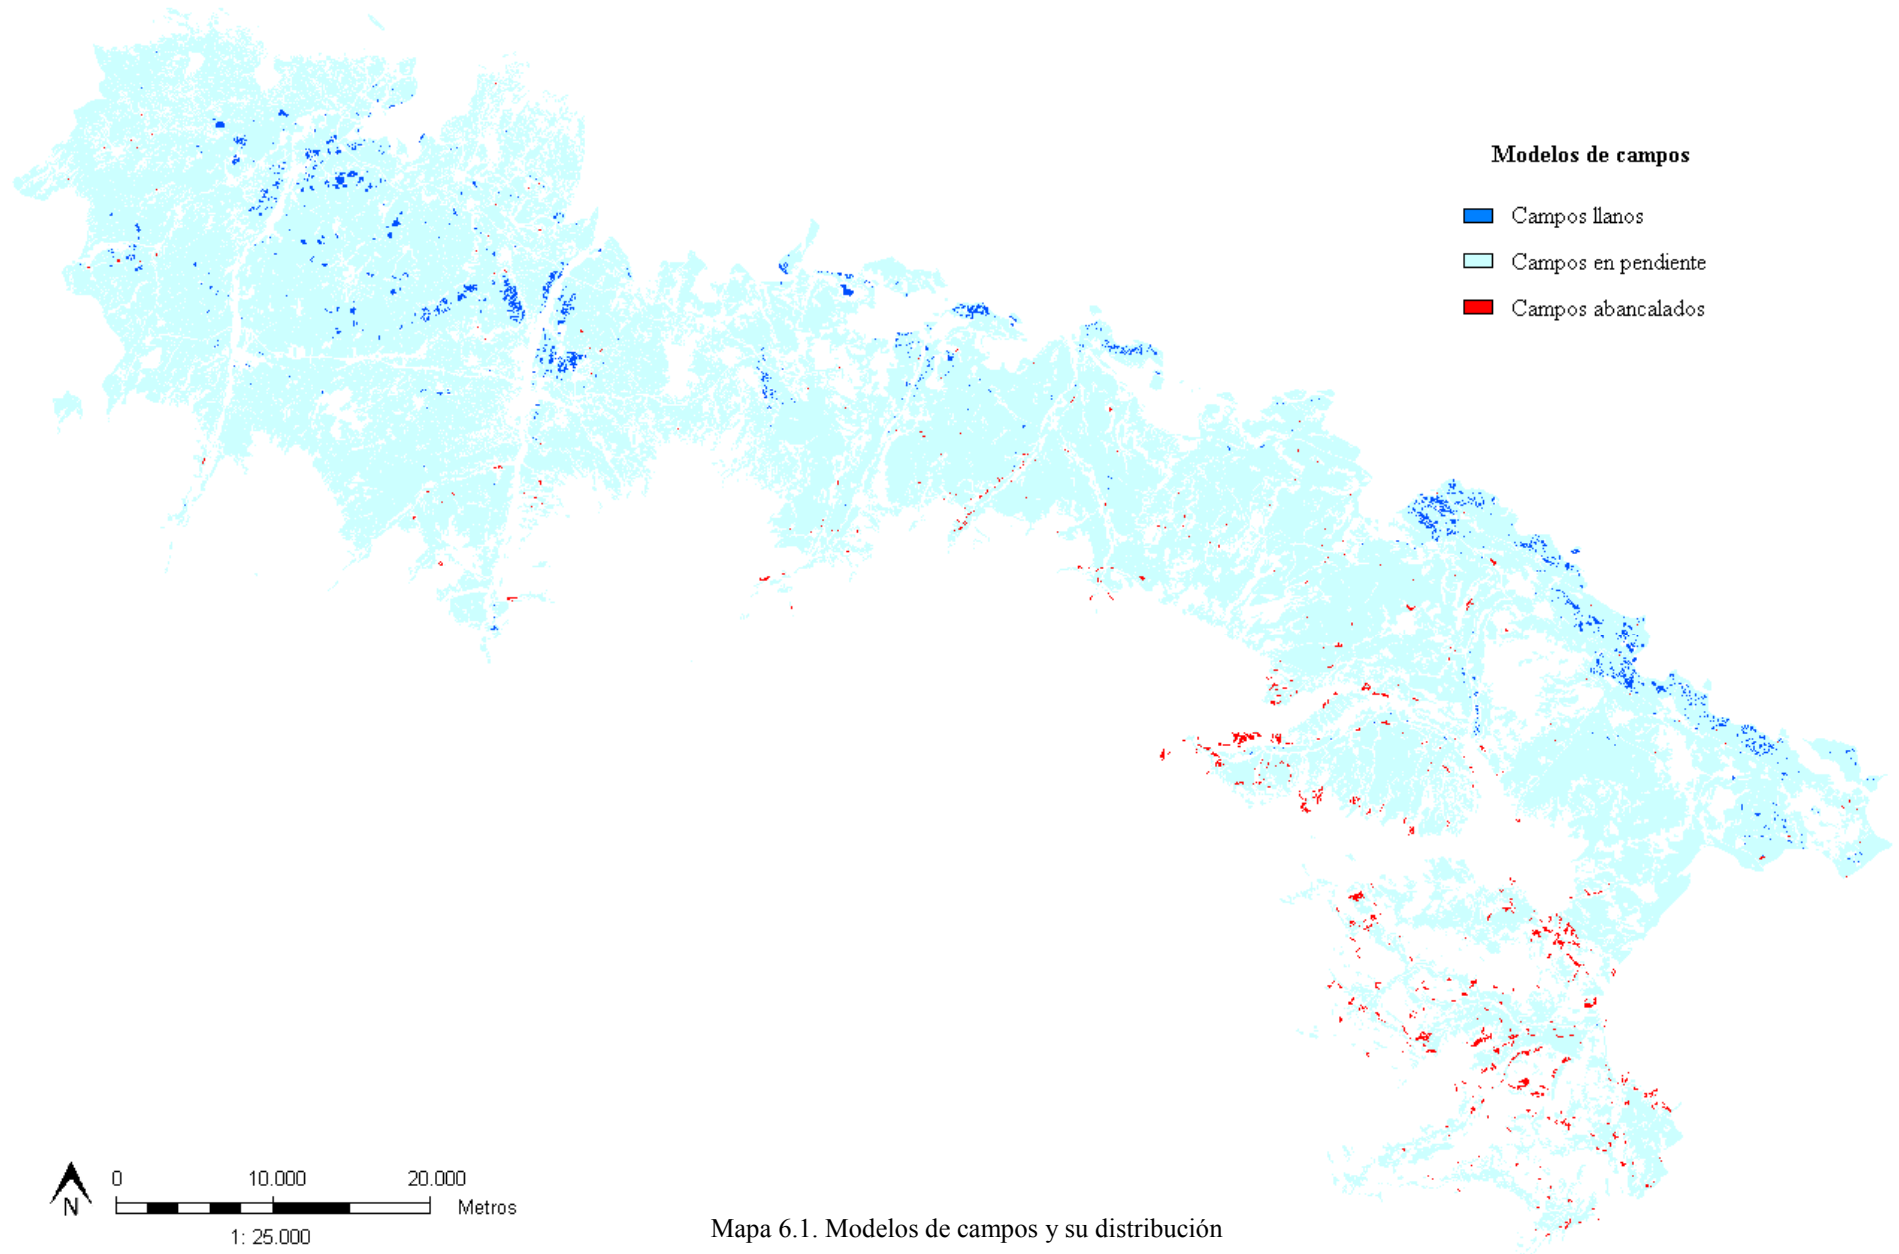 Modelos de campos
Campos llanos
Campos en pendiente
Campos abancalados
0 10.000 20.000
Metros
N
1: 25.000
Mapa 6.1. Modelos de campos y su distribución